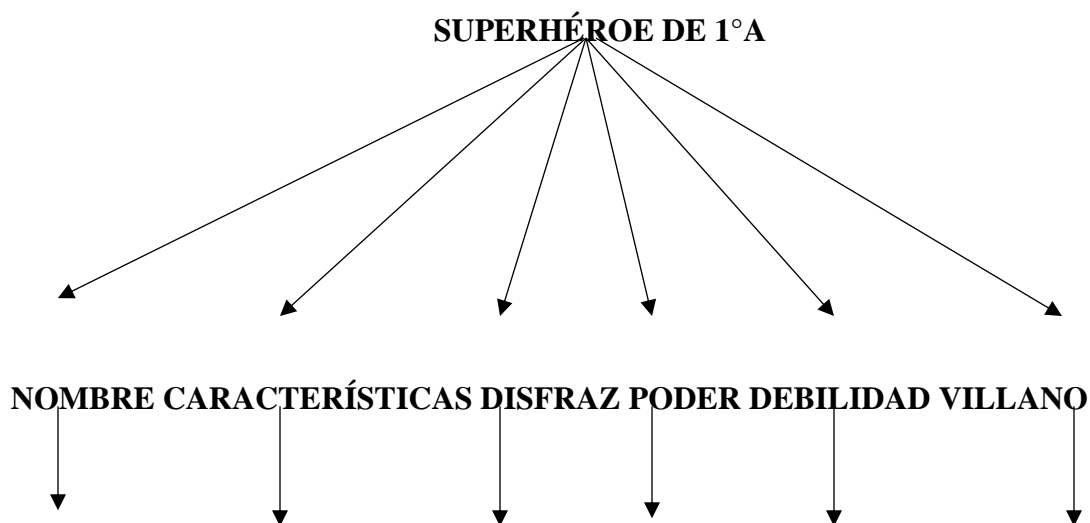 SUPERHÉROE DE 1°A
NOMBRE CARACTERÍSTICAS DISFRAZ PODER DEBILIDAD VILLANO